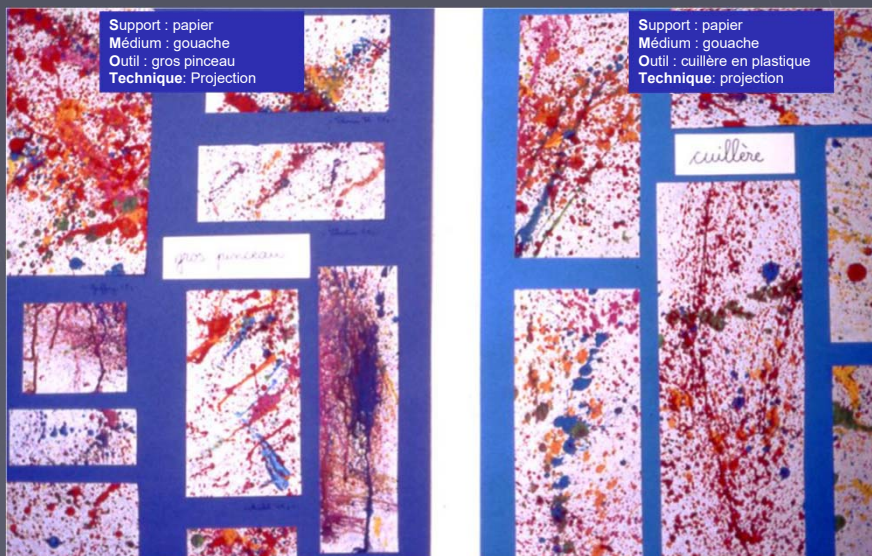 Support : papier
Médium : gouache
Outil : gros pinceau
Technique: Projection
gros pinceau
Support : papier
Médium : gouache
Outil : cuillère en plastique
Technique: projection
cuillère